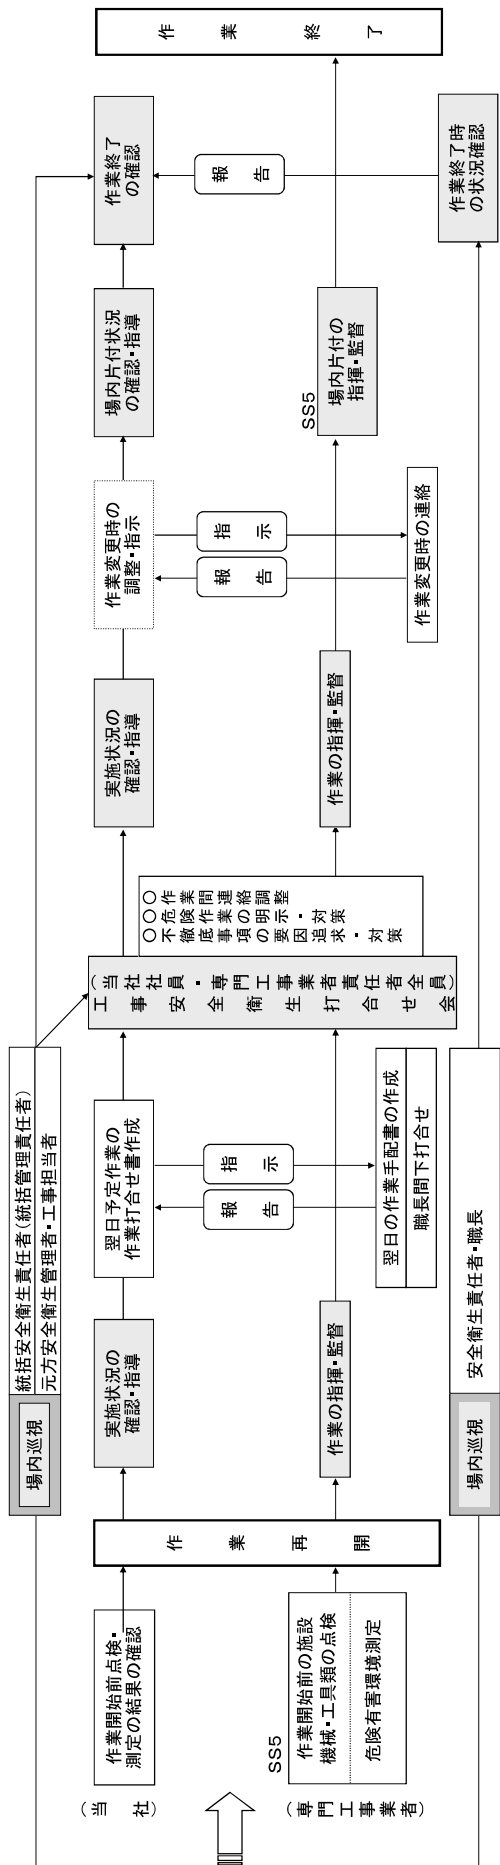 場内巡視
統括安全衛生責任者(統括管理責任者)
元方安全衛生管理者・工事担当者
(当　社)
作業開始前点検・
測定の結果の確認
作業再開
実施状況の
確認・指導
翌日予定作業の
作業打合せ書作成
報告
指示
工事安全衛生打合せ会
(当社社員・専門工事業者責任者全員)
○作業間連絡調整
○危険作業の明示・対策
○不徹底事項の要因追求・対策
実施状況の
確認・指導
作業変更時の
調整・指示
報告
指示
場内片付状況
の確認・指導
作業終了
の確認
報告
作業終了
(専門工事業者)
SS5
作業開始前の施設
機械・工具類の点検
危険有害環境測定
作業の指揮・監督
翌日の作業手配書の作成
職長間下打合せ
作業の指揮・監督
作業変更時の連絡
SS5
場内片付の
指揮・監督
作業終了時
の状況確認
場内巡視
安全衛生責任者・職長